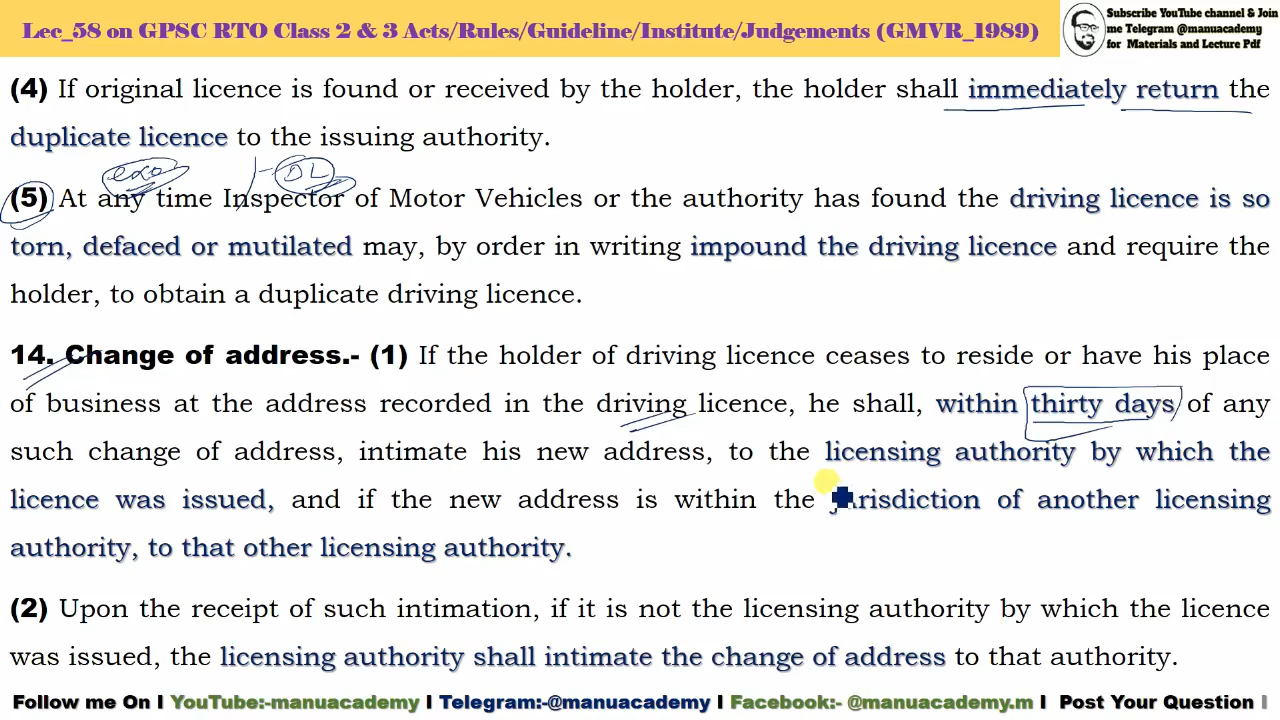 Lec_58 on GPSC RTO Class 2 & 3 Acts/Rules/Guideline/Institute/Judgements (GMVR_1989)
Subscribe YouTube channel & Join
me Telegram @manuacademy
for Materials and Lecture Pdf
(4) If original licence is found or received by the holder, the holder shall immediately return the
duplicate licence to the issuing authority.
DL
(5) At any time Inspector of Motor Vehicles or the authority has found the driving licence is so
torn, defaced or mutilated may, by order in writing impound the driving licence and require the
holder, to obtain a duplicate driving licence.
14. Change of address.- (1) If the holder of driving licence ceases to reside or have his place
of business at the address recorded in the driving licence, he shall, within thirty days of any
such change of address, intimate his new address, to the licensing authority by which the
licence was issued, and if the new address is within the jurisdiction of another licensing
authority, to that other licensing authority.
(2) Upon the receipt of such intimation, if it is not the licensing authority by which the licence
was issued, the licensing authority shall intimate the change of address to that authority.
Follow me On I YouTube:-manuacademy I Telegram:-@manuacademy I Facebook:- @manuacademy.m I Post Your Question I